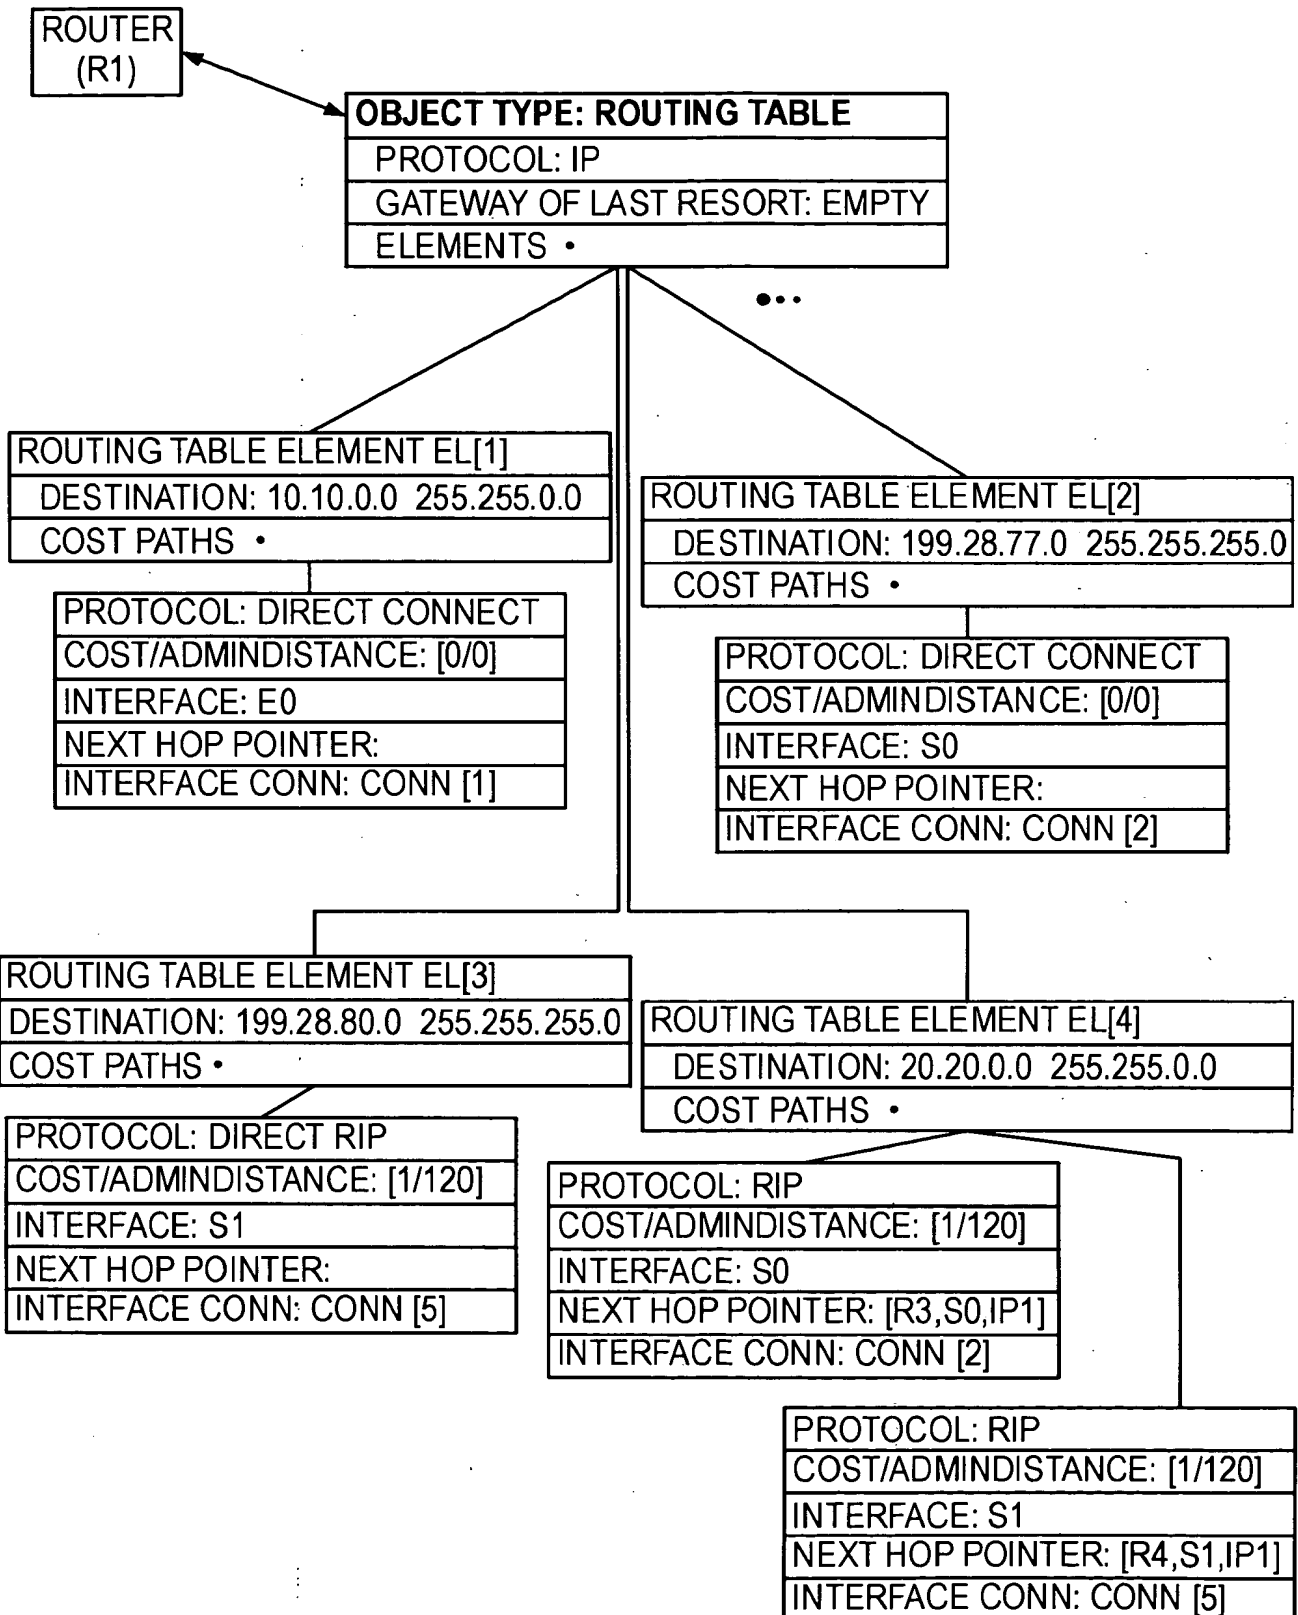 ROUTER
(R1)
OBJECT TYPE: ROUTING TABLE
PROTOCOL: IP
GATEWAY OF LAST RESORT: EMPTY
ELEMENTS •
ROUTING TABLE ELEMENT EL[1]
DESTINATION: 10.10.0.0 255.255.0.0
COST PATHS •
PROTOCOL: DIRECT CONNECT
COST/ADMINDISTANCE: [0/0]
INTERFACE: E0
NEXT HOP POINTER:
INTERFACE CONN: CONN [1]
ROUTING TABLE ELEMENT EL[2]
DESTINATION: 199.28.77.0 255.255.255.0
COST PATHS •
PROTOCOL: DIRECT CONNECT
COST/ADMINDISTANCE: [0/0]
INTERFACE: S0
NEXT HOP POINTER:
INTERFACE CONN: CONN [2]
ROUTING TABLE ELEMENT EL[3]
DESTINATION: 199.28.80.0 255.255.255.0
COST PATHS •
PROTOCOL: DIRECT RIP
COST/ADMINDISTANCE: [1/120]
INTERFACE: S1
NEXT HOP POINTER:
INTERFACE CONN: CONN [5]
ROUTING TABLE ELEMENT EL[4]
DESTINATION: 20.20.0.0 255.255.0.0
COST PATHS •
PROTOCOL: RIP
COST/ADMINDISTANCE: [1/120]
INTERFACE: S0
NEXT HOP POINTER: [R3,S0,IP1]
INTERFACE CONN: CONN [2]
PROTOCOL: RIP
COST/ADMINDISTANCE: [1/120]
INTERFACE: S1
NEXT HOP POINTER: [R4,S1,IP1]
INTERFACE CONN: CONN [5]